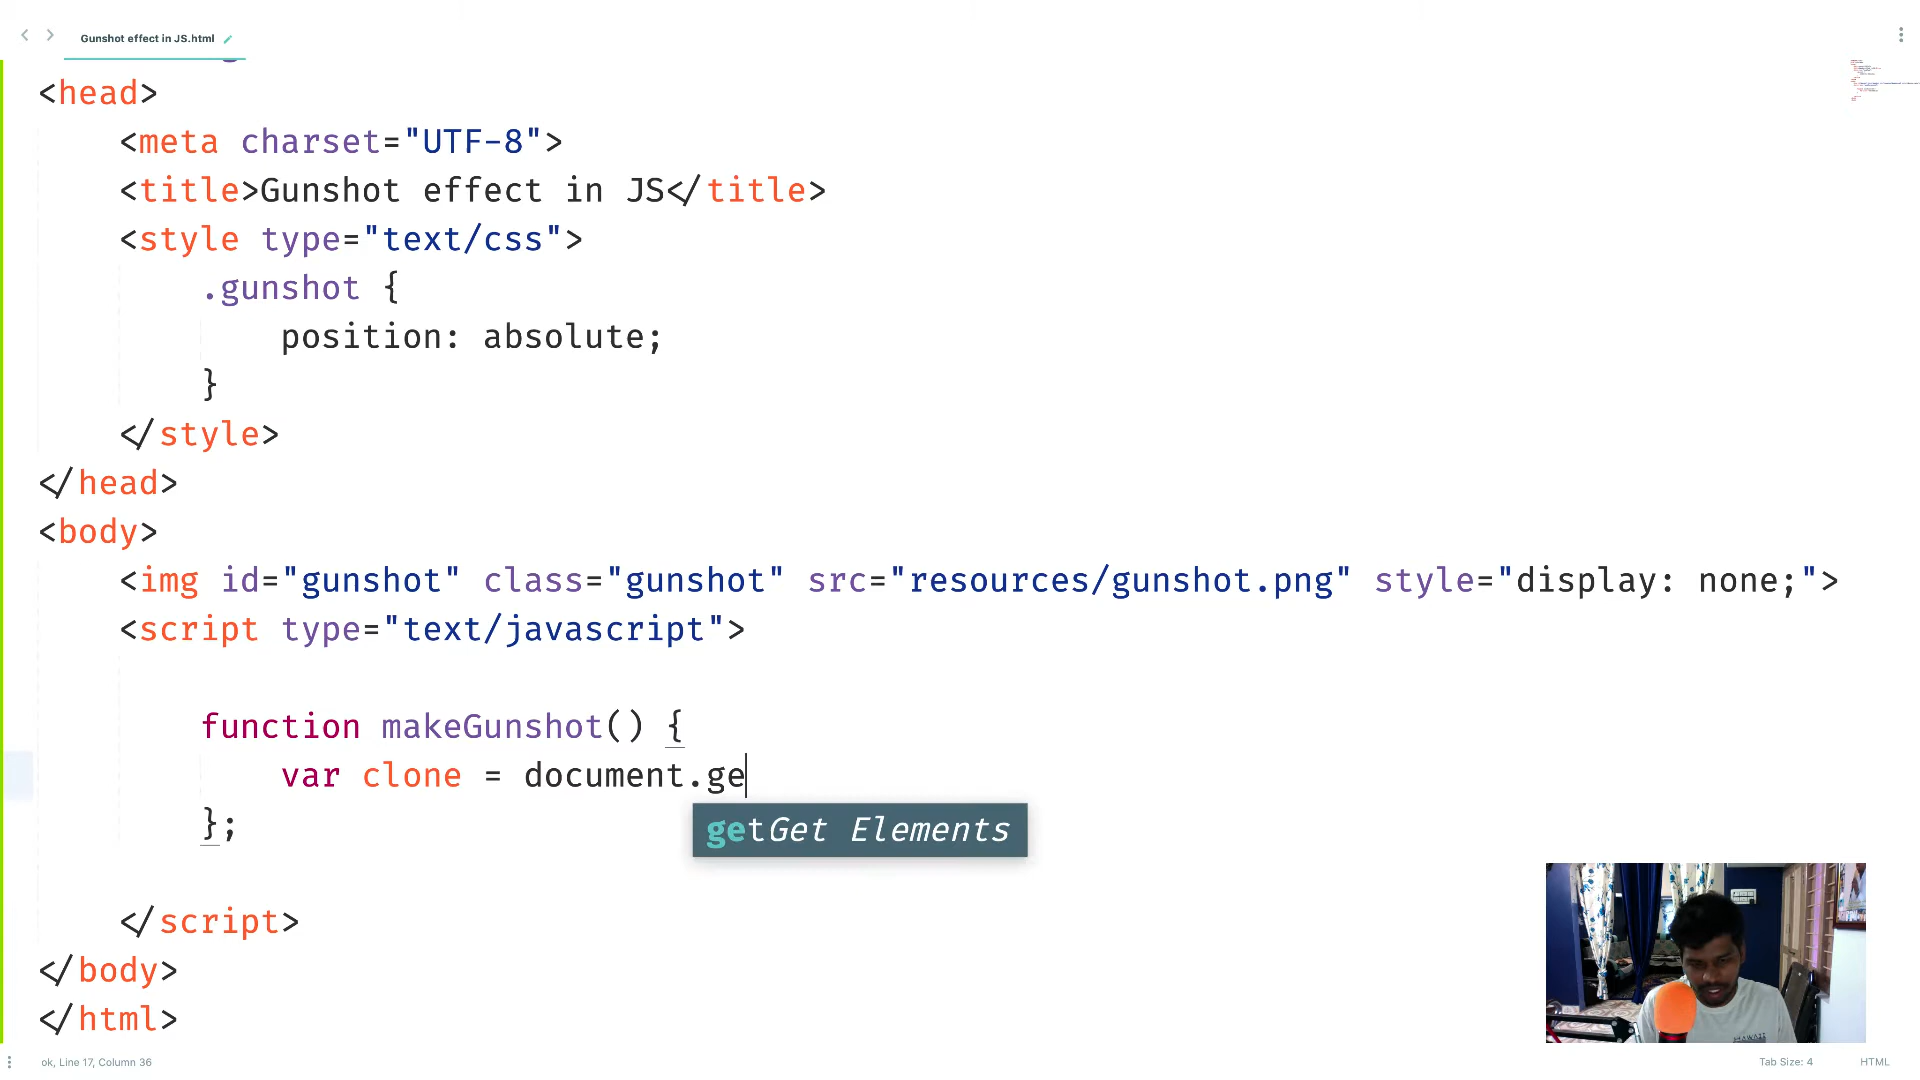 Gunshot effect in JS.html
<head>
<meta charset="UTF-8">
<title>Gunshot effect in JS</title>
<style type="text/css">
.gunshot {
position: absolute;
}
</style>
</head>
<body>
<img id="gunshot" class="gunshot" src="resources/gunshot.png" style="display: none;">
<script type="text/javascript">
function makeGunshot() {
var clone = document.ge
getGet Elements
};
</script>
</body>
</html>
ok, Line 17, Column 36
Tab Size: 4
HTML